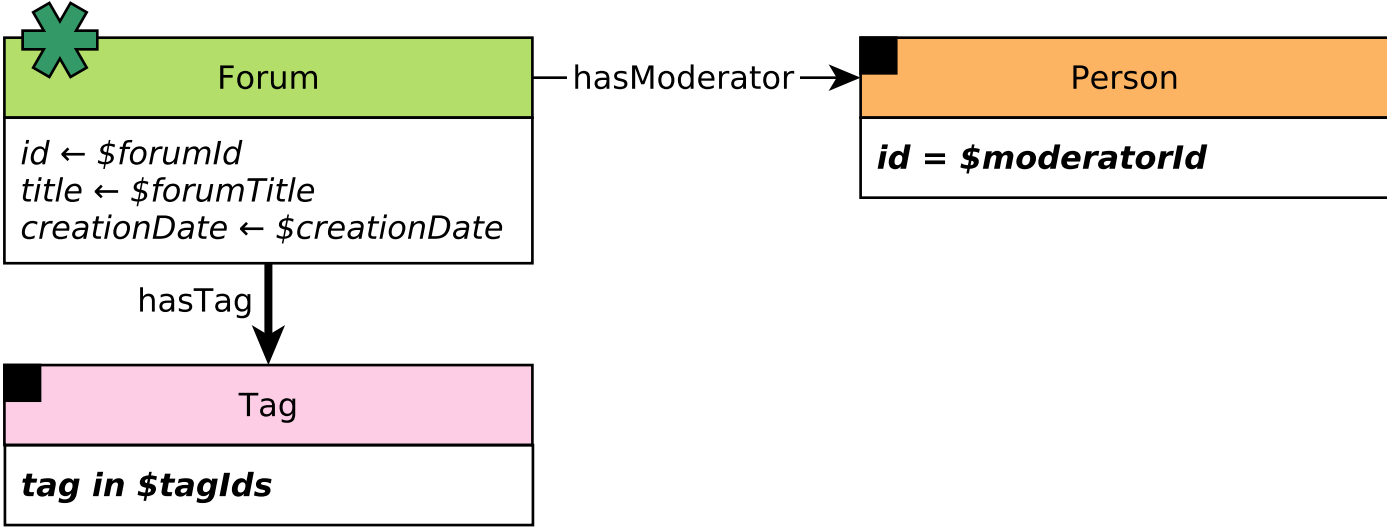 Forum
hasModerator
Person
id ← $forumId
title ← $forumTitle
creationDate ← $creationDate
id = $moderatorId
hasTag
Tag
tag in $tagIds